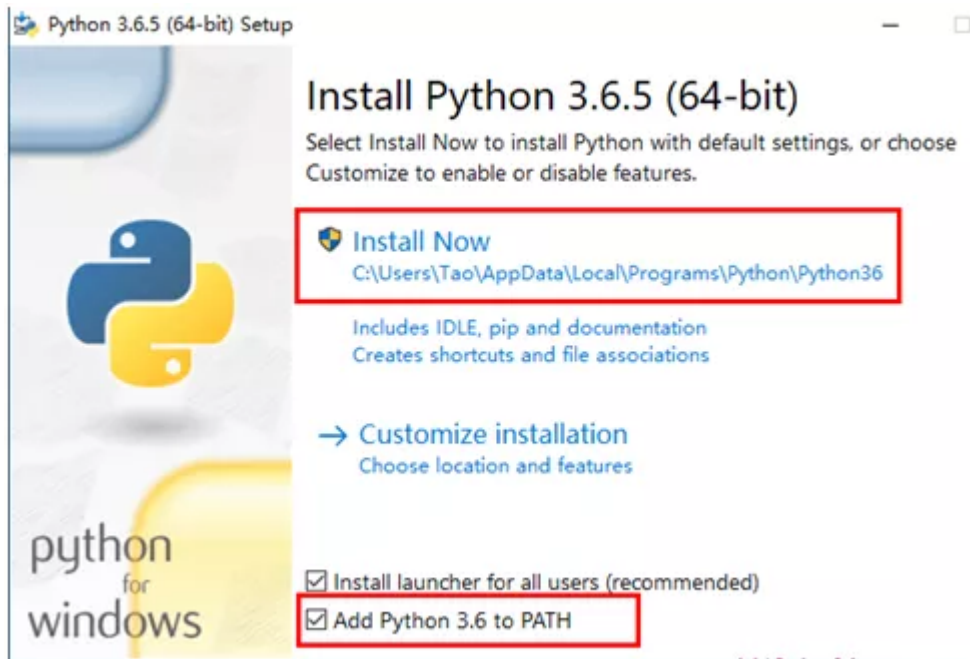 Python 3.6.5 (64-bit) Setup
Install Python 3.6.5 (64-bit)
Select Install Now to install Python with default settings, or choose
Customize to enable or disable features.
Install Now
C:\Users\Tao\AppData\Local\Programs\Python\Python36
Includes IDLE, pip and documentation
Creates shortcuts and file associations
→ Customize installation
Choose location and features
python
for
windows
Install launcher for all users (recommended)
Add Python 3.6 to PATH